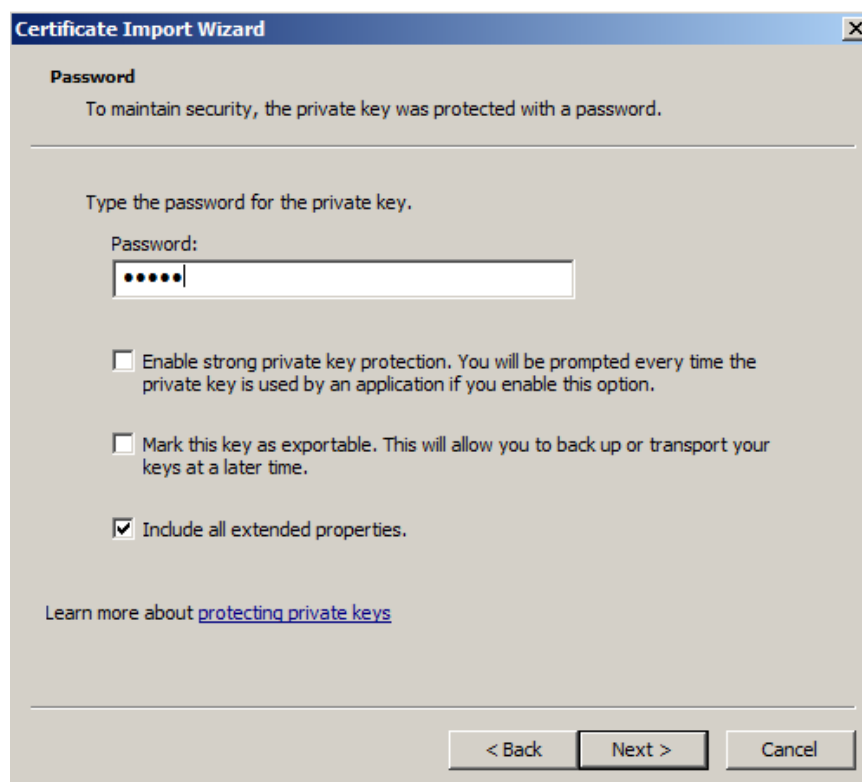 Certificate Import Wizard
Password
To maintain security, the private key was protected with a password.
Type the password for the private key.
Password:
•••••
Enable strong private key protection. You will be prompted every time the
private key is used by an application if you enable this option.
Mark this key as exportable. This will allow you to back up or transport your
keys at a later time.
Include all extended properties.
Learn more about protecting private keys
< Back Next > Cancel